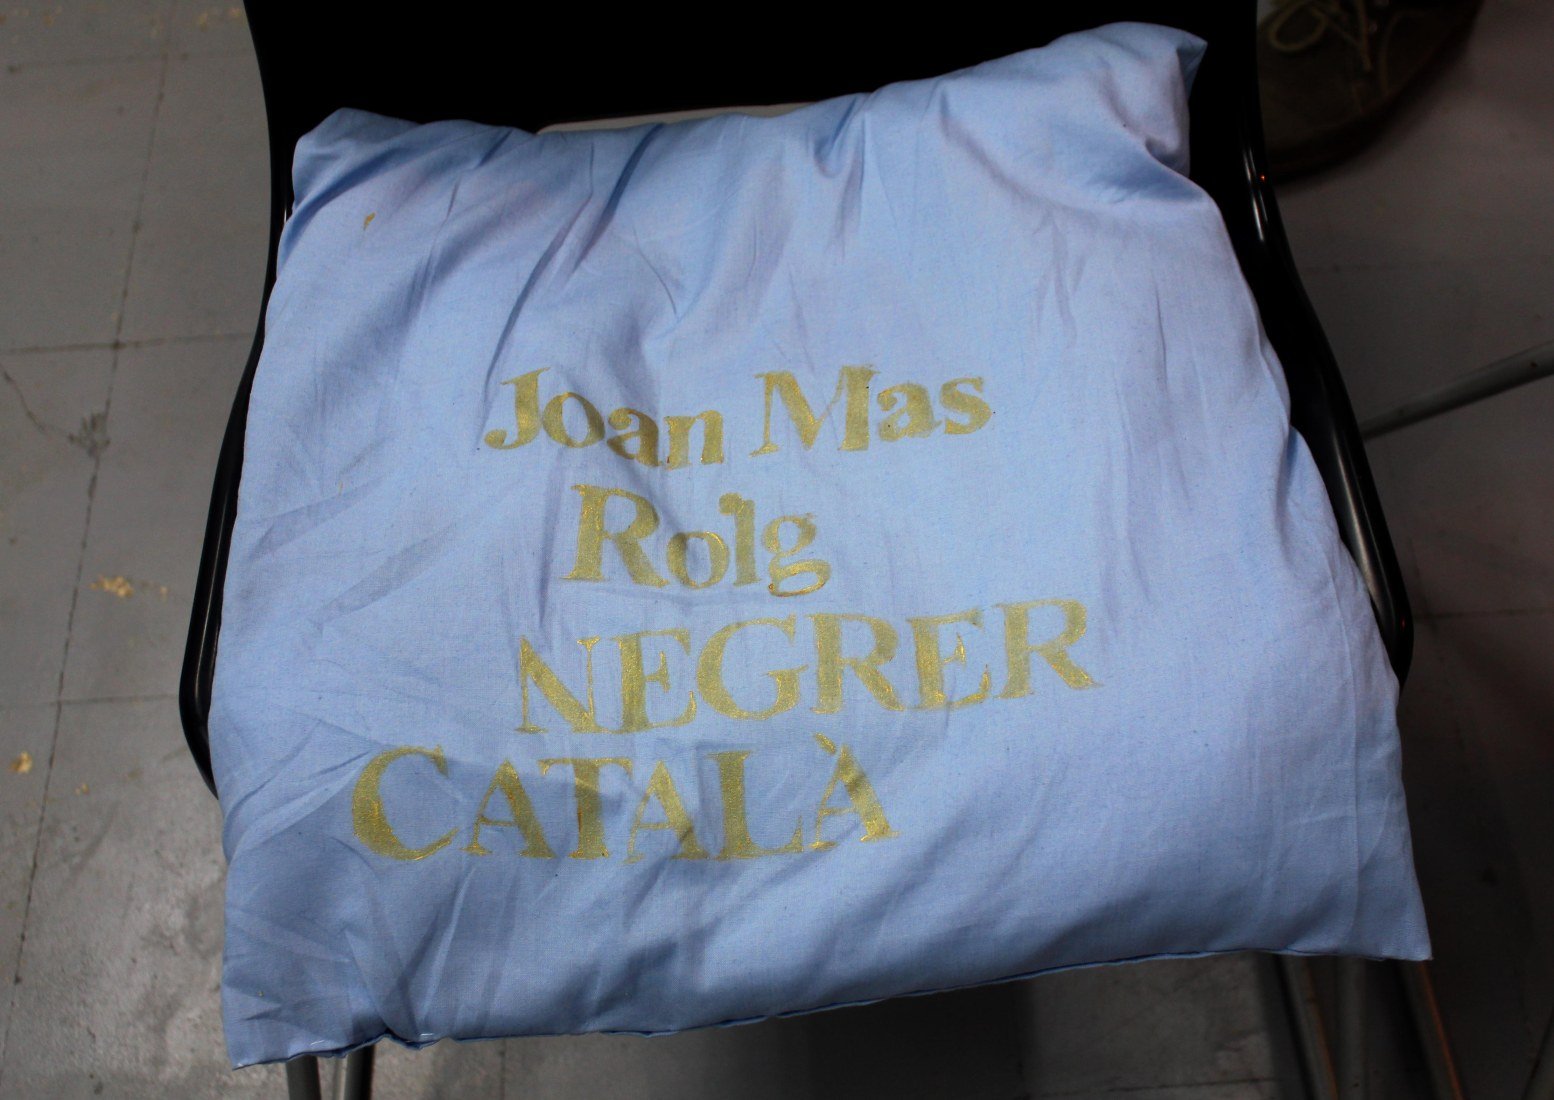 Joan Mas
Roig
NEGRER
CATALÀ